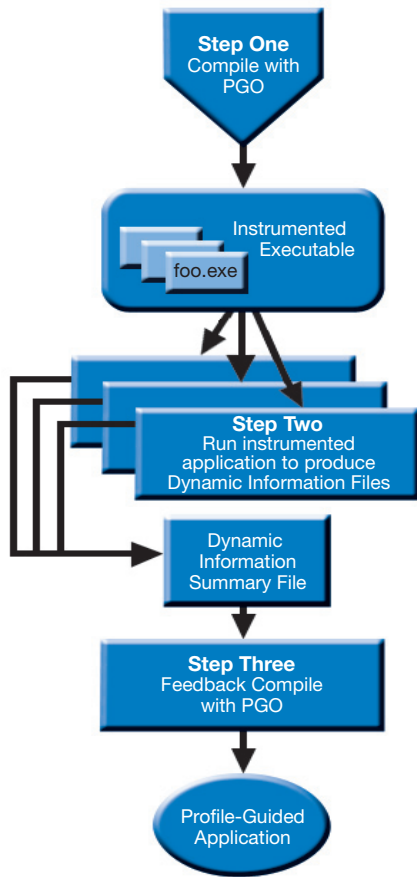 Step One
Compile with
PGO
Instrumented
Executable
foo.exe
Step Two
Run instrumented
application to produce
Dynamic Information Files
Dynamic
Information
Summary File
Step Three
Feedback Compile
with PGO
Profile-Guided
Application